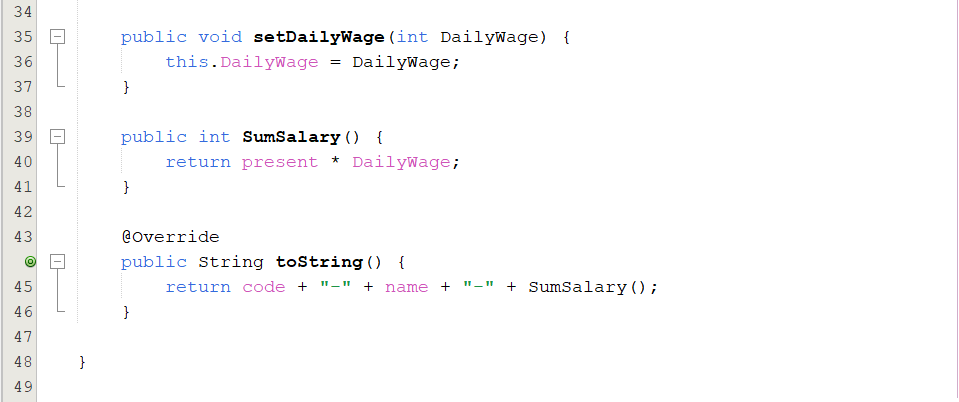 34
35 public void setDailyWage(int DailyWage) {
36 this.DailyWage = DailyWage;
37 }
38
39 public int SumSalary() {
40 return present * DailyWage;
41 }
42
43 @Override
public String toString() {
45 return code + "-" + name + "-" + SumSalary();
46 }
47
48 }
49